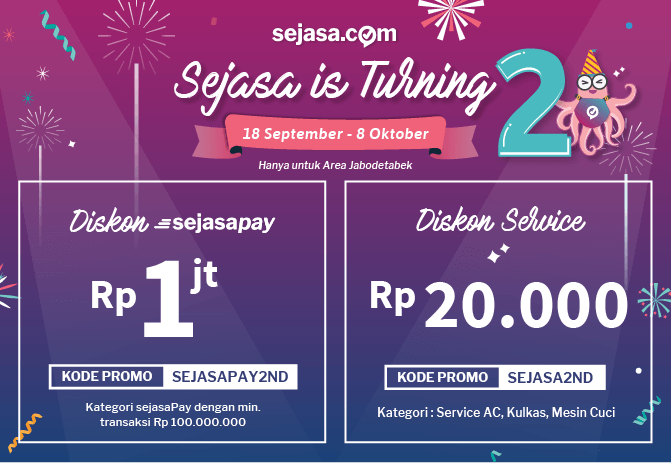 sejasa.com
Sejasa is Turning 2
18 September - 8 Oktober
Hanya untuk Area Jabodetabek
Diskon sejasapay
Rp 1 jt
KODE PROMO SEJASAPAY2ND
Kategori sejasaPay dengan min.
transaksi Rp 100.000.000
Diskon Service
Rp 20.000
KODE PROMO SEJASA2ND
Kategori : Service AC, Kulkas, Mesin Cuci